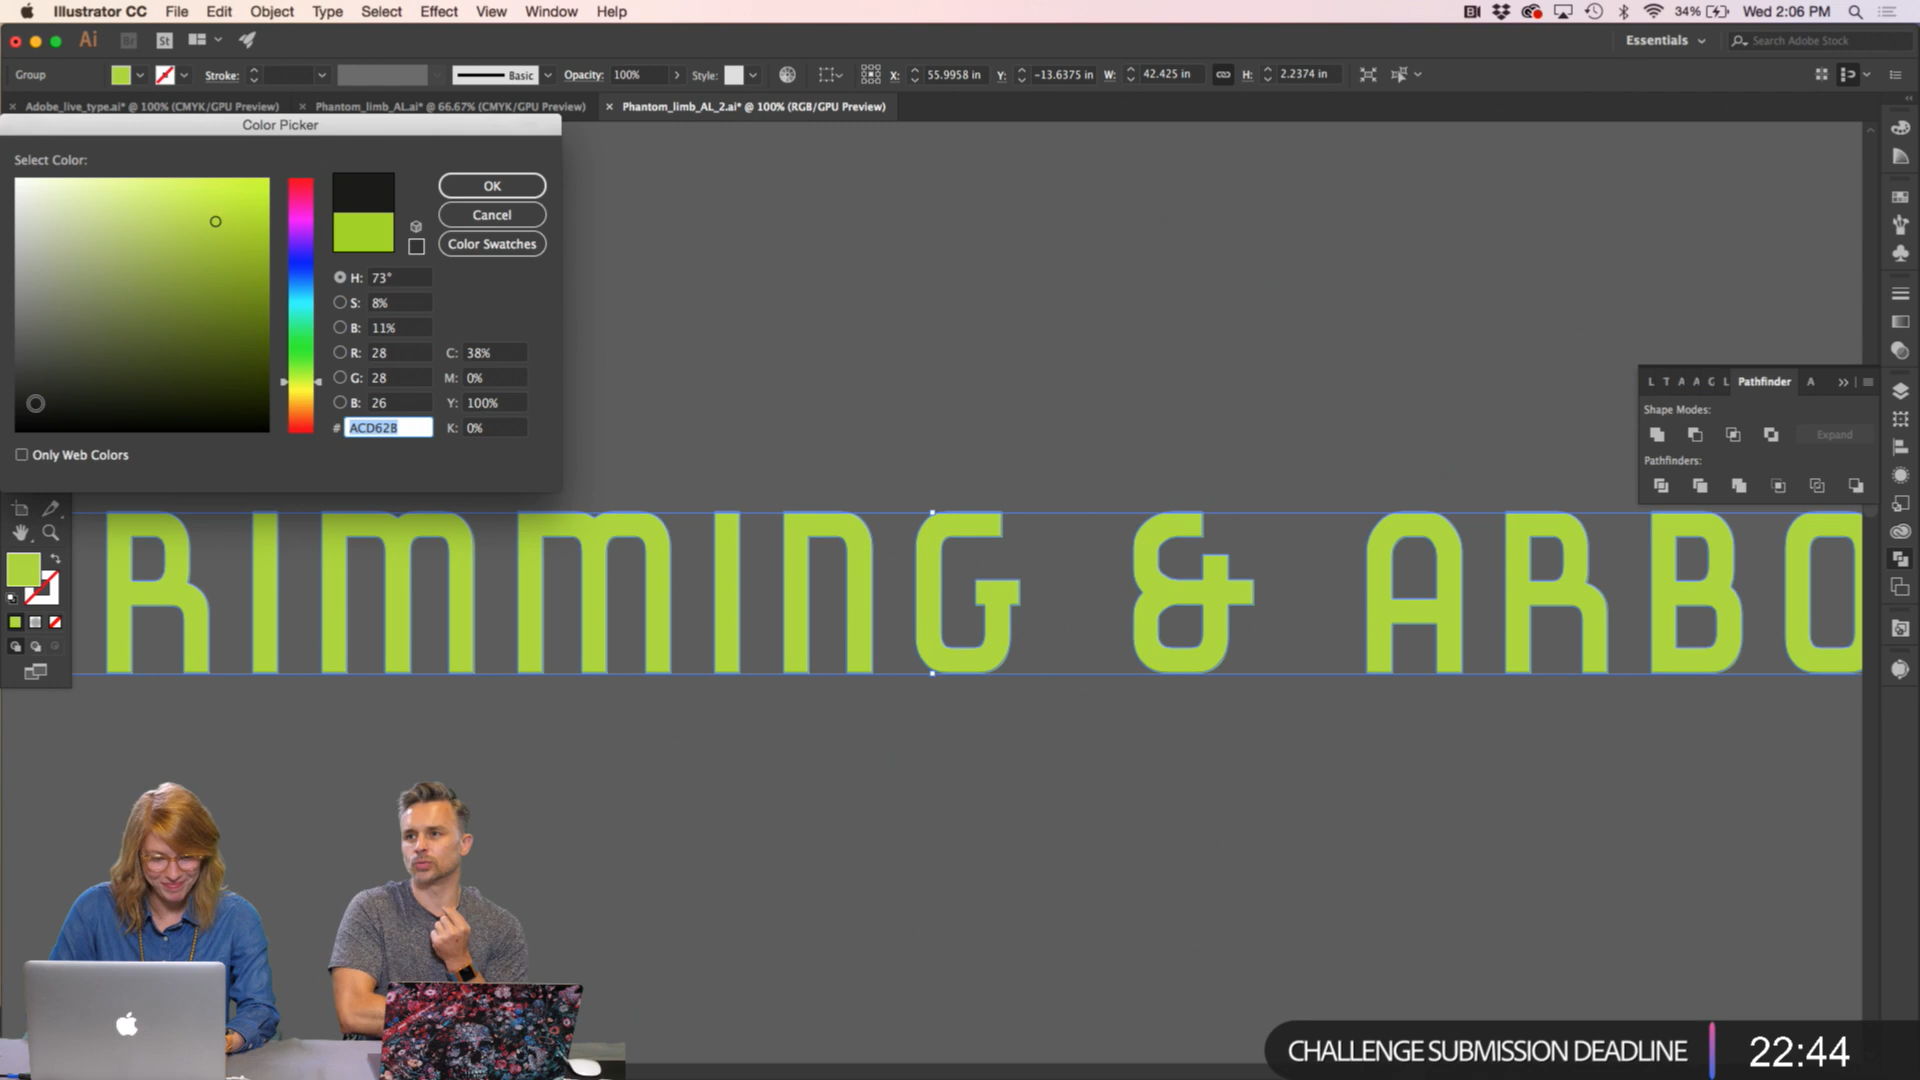 Illustrator CC File Edit Object Type Select Effect View Window Help
34% Wed 2:06 PM
Ai Br St Essentials Search Adobe Stock
Group Stroke: Basic Opacity: 100% Style: X: 55.9958 in Y: -13.6375 in W: 42.425 in H: 2.2374 in
Adobe_live_type.ai* @ 100% (CMYK/GPU Preview) Phantom_limb_AL.ai* @ 66.67% (CMYK/GPU Preview) Phantom_limb_AL_2.ai* @ 100% (RGB/GPU Preview)
Color Picker
Select Color:
OK
Cancel
Color Swatches
H: 73°
S: 8%
B: 11%
R: 28 C: 38%
G: 28 M: 0%
B: 26 Y: 100%
# ACD62B K: 0%
Only Web Colors
L T A A C L Pathfinder A
Shape Modes:
Expand
Pathfinders:
RIMMING & ARBO
CHALLENGE SUBMISSION DEADLINE 22:44